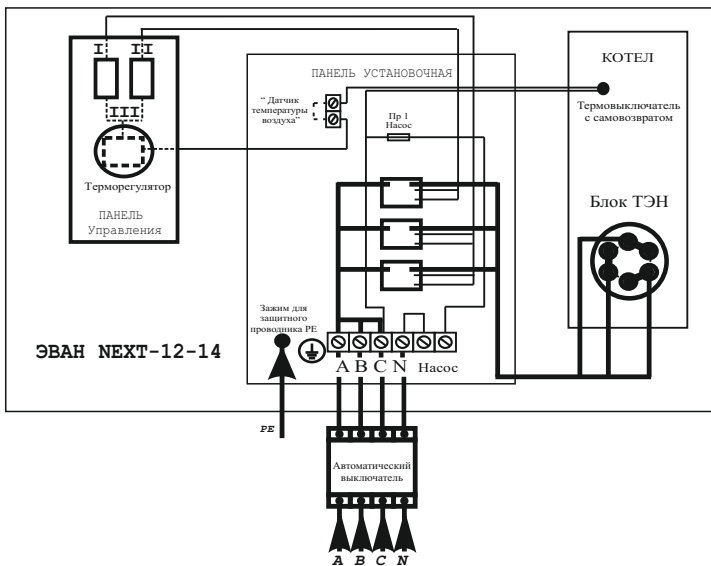 I II
III
Терморегулятор
ПАНЕЛЬ
Управления
ПАНЕЛЬ УСТАНОВОЧНАЯ
“ Датчик
температуры
воздуха”
Пр 1
Насос
КОТЕЛ
Термовыключатель
с самовозвратом
Блок ТЭН
Зажим для
защитного
проводника PE
ЭВАН NEXT-12-14
A B C N Насос
PE
Автоматический
выключатель
A B C N